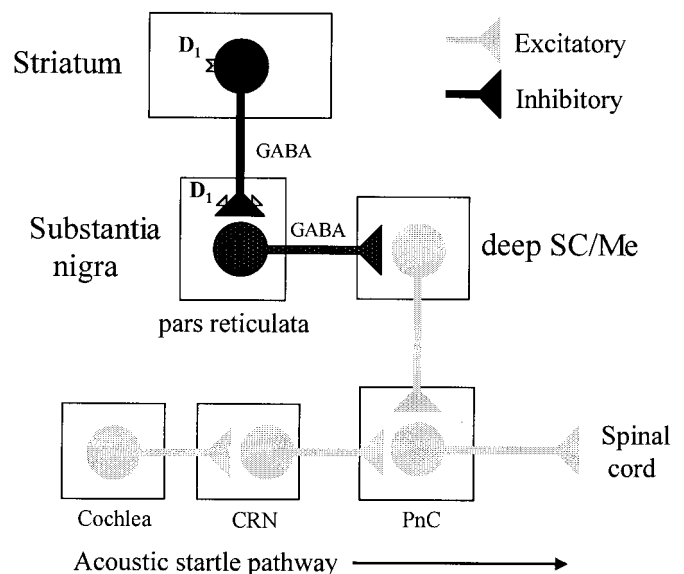 D1
Striatum
Excitatory
Inhibitory
GABA
D1
Substantia
nigra
GABA
deep SC/Me
pars reticulata
Spinal
cord
Cochlea
CRN
PnC
Acoustic startle pathway